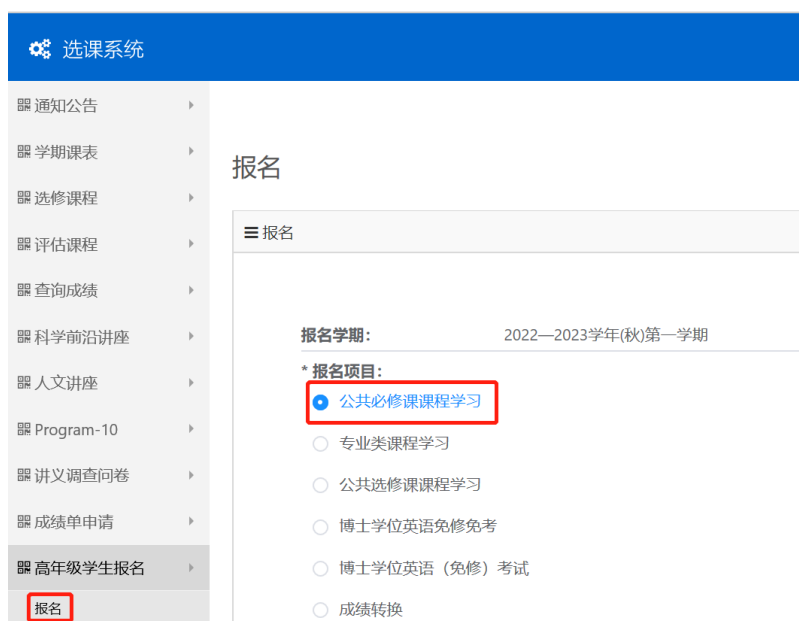 选课系统
通知公告
学期课表
选修课程
评估课程
查询成绩
科学前沿讲座
人文讲座
Program-10
讲义调查问卷
成绩单申请
高年级学生报名
报名
报名
报名
报名学期： 2022—2023学年(秋)第一学期
* 报名项目：
公共必修课课程学习
专业类课程学习
公共选修课课程学习
博士学位英语免修免考
博士学位英语（免修）考试
成绩转换